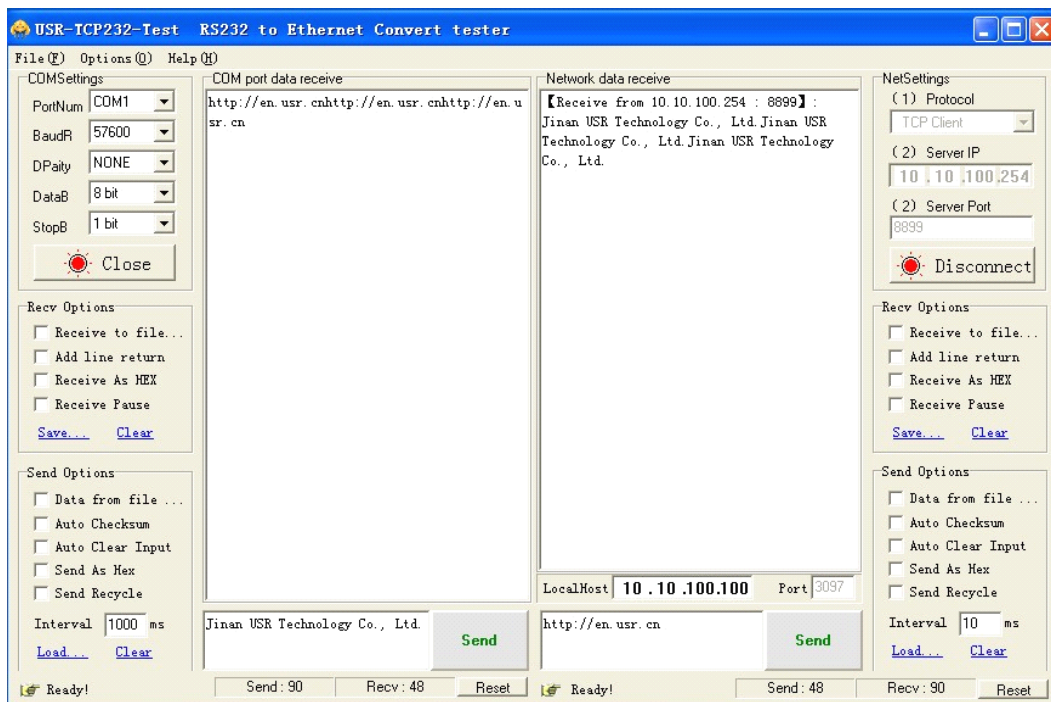 USR-TCP232-Test RS232 to Ethernet Convert tester
File(F) Options(O) Help(H)
COMSettings
PortNum COM1
BaudR 57600
DPaity NONE
DataB 8 bit
StopB 1 bit
Close
Recv Options
Receive to file...
Add line return
Receive As HEX
Receive Pause
Save... Clear
Send Options
Data from file ...
Auto Checksum
Auto Clear Input
Send As Hex
Send Recycle
Interval 1000 ms
Load... Clear
COM port data receive
http://en.usr.cnhttp://en.usr.cnhttp://en.u
sr.cn
Jinan USR Technology Co., Ltd.
Send
Network data receive
【Receive from 10.10.100.254 : 8899】:
Jinan USR Technology Co., Ltd.Jinan USR
Technology Co., Ltd.Jinan USR Technology
Co., Ltd.
LocalHost 10 .10 .100.100 Port 3097
http://en.usr.cn
Send
NetSettings
(1) Protocol
TCP Client
(2) Server IP
10 .10 .100.254
(2) Server Port
8899
Disconnect
Recv Options
Receive to file...
Add line return
Receive As HEX
Receive Pause
Save... Clear
Send Options
Data from file ...
Auto Checksum
Auto Clear Input
Send As Hex
Send Recycle
Interval 10 ms
Load... Clear
Ready! Send : 90 Recv : 48 Reset
Ready! Send : 48 Recv : 90 Reset